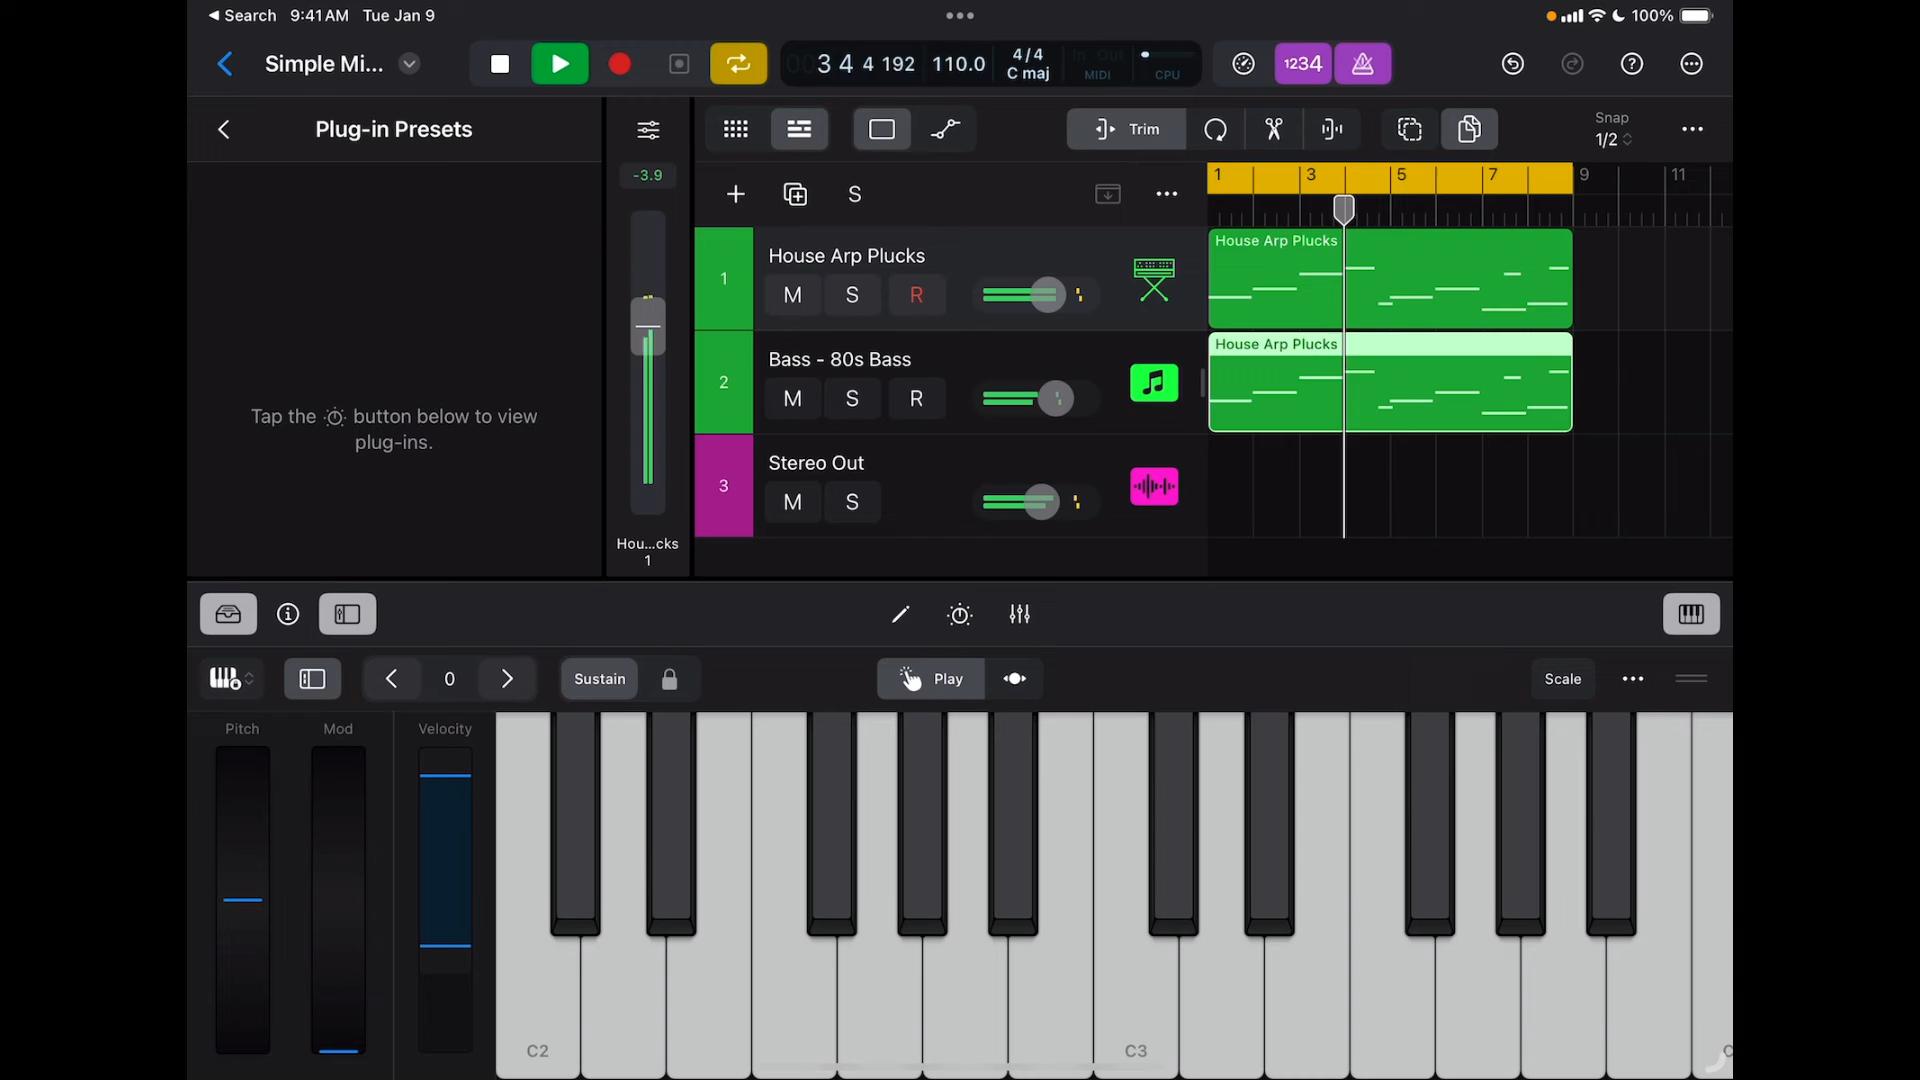 ◀ Search 9:41 AM Tue Jan 9 100%
Simple Mi... 3 4 4 192 110.0 4/4 C maj In Out MIDI CPU 1234
Plug-in Presets
Trim
Snap
1/2
-3.9
S
1 3 5 7 9 11
1 House Arp Plucks
M S R
House Arp Plucks
2 Bass - 80s Bass
M S R
House Arp Plucks
Tap the button below to view
plug-ins.
3 Stereo Out
M S
Hou...cks
1
0 Sustain Play Scale
Pitch Mod Velocity
C2 C3